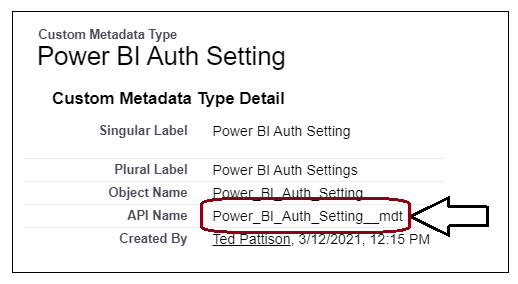 Custom Metadata Type
Power BI Auth Setting
Custom Metadata Type Detail
Singular Label Power BI Auth Setting
Plural Label Power BI Auth Settings
Object Name Power_BI_Auth_Setting
API Name Power_BI_Auth_Setting__mdt
Created By Ted Pattison, 3/12/2021, 12:15 PM